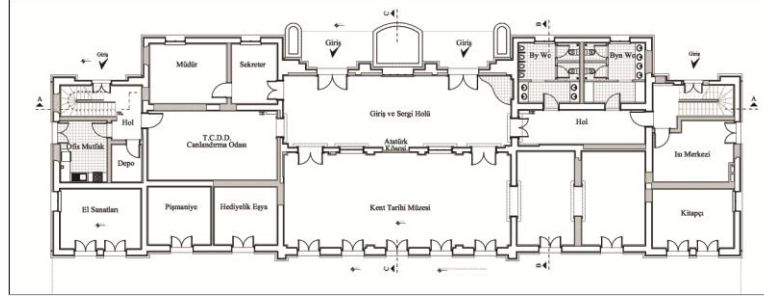 C
Giriş
Giriş
B
Giriş
Müdür
Sekreter
By Wc
Byn Wc
Giriş
A
A
Hol
Giriş ve Sergi Holü
Hol
T.C.D.D.
Canlandırma Odası
Ofis Mutfak
Atatürk
Köşesi
Depo
Isı Merkezi
El Sanatları
Pişmaniye
Hediyelik Eşya
Kent Tarihi Müzesi
Kitapçı
C
B